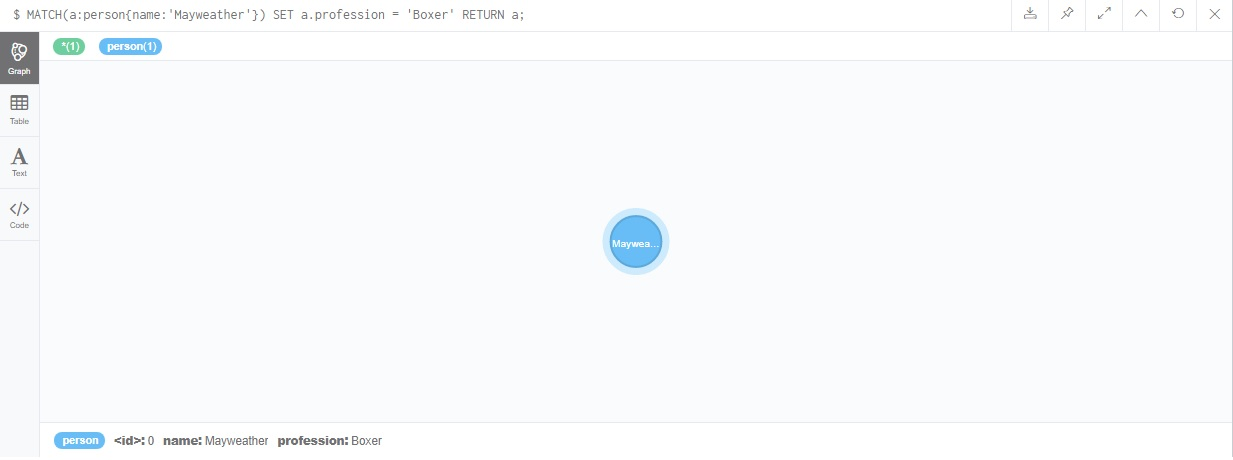 $ MATCH(a:person{name:'Mayweather'}) SET a.profession = 'Boxer' RETURN a;
*(1) person(1)
Graph
Table
A
Text
</>
Code
Maywea...
person <id>: 0 name: Mayweather profession: Boxer